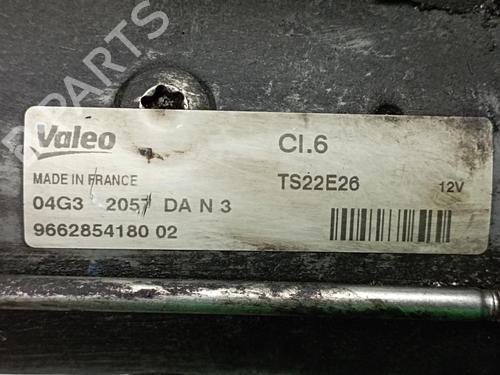 Valeo
CI.6
MADE IN FRANCE
TS22E26
12V
04G3 2057 DA N 3
9662854180 02